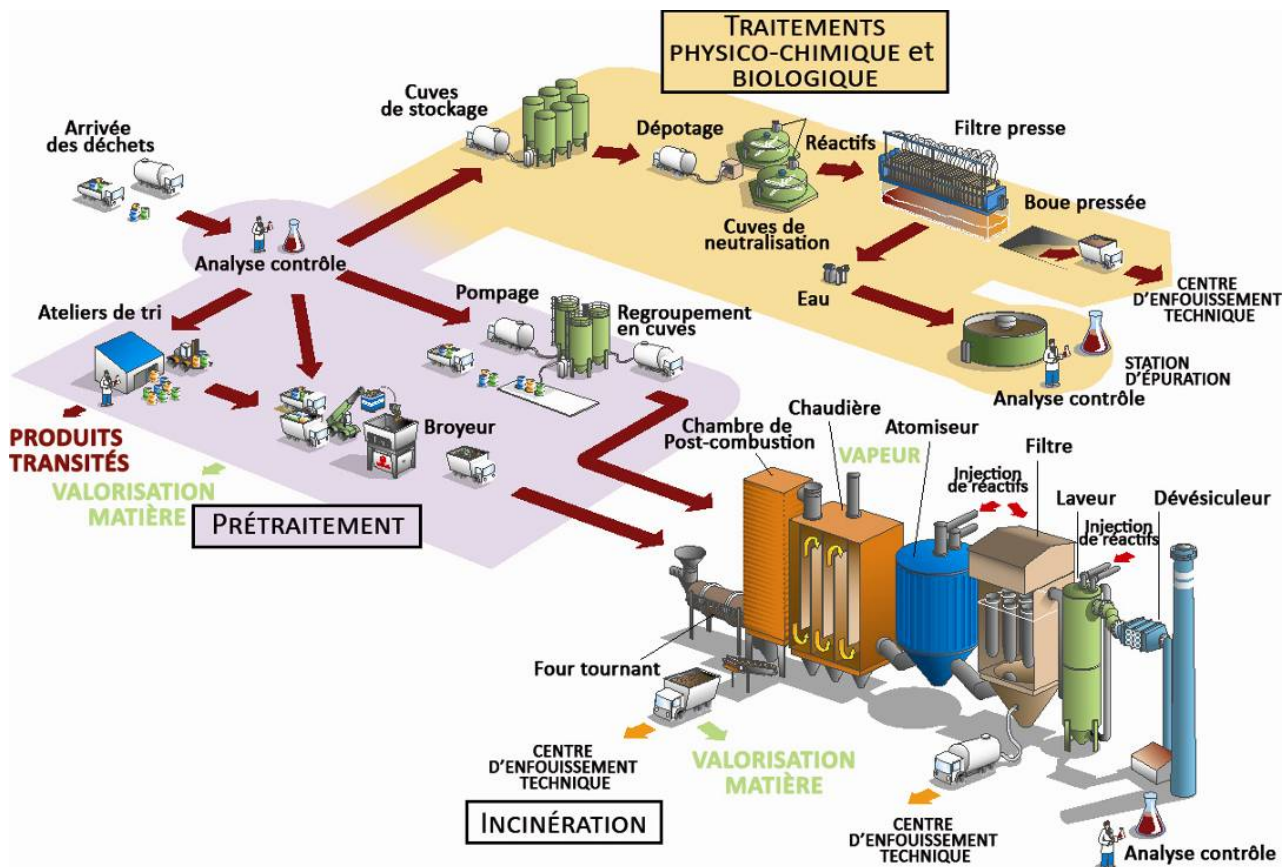 TRAITEMENTS
PHYSICO-CHIMIQUE ET
BIOLOGIQUE
Cuves
de stockage
Arrivée
des déchets
Dépotage
Réactifs
Filtre presse
Boue pressée
Cuves de
neutralisation
Analyse contrôle
Eau
CENTRE
D'ENFOUISSEMENT
TECHNIQUE
Pompage
Regroupement
en cuves
Ateliers de tri
STATION
D'ÉPURATION
Analyse contrôle
Broyeur
PRODUITS
TRANSITÉS
VALORISATION
MATIÈRE
PRÉTRAITEMENT
Chambre de
Post-combustion
Chaudière
VAPEUR
Atomiseur
Injection
de réactifs
Filtre
Laveur
Injection
de réactifs
Dévésiculeur
Four tournant
CENTRE
D'ENFOUISSEMENT
TECHNIQUE
VALORISATION
MATIÈRE
INCINÉRATION
CENTRE
D'ENFOUISSEMENT
TECHNIQUE
Analyse contrôle